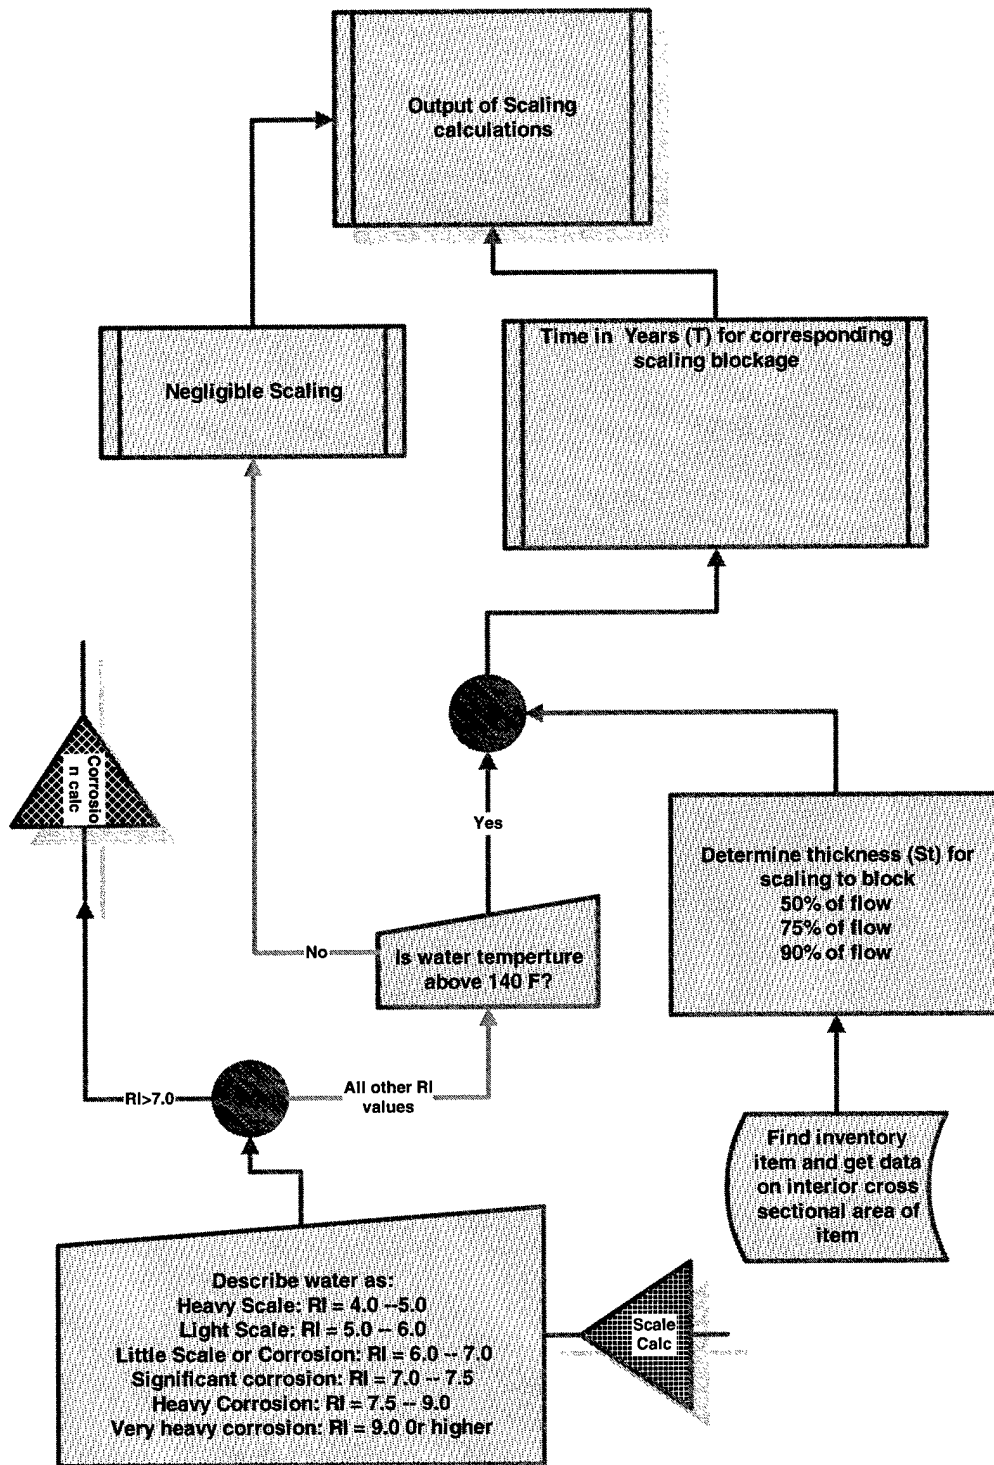 Output of Scaling
calculations
Time in Years (T) for corresponding
scaling blockage
Negligible Scaling
Corrosio
n calc
Yes
Determine thickness (St) for
scaling to block
50% of flow
75% of flow
90% of flow
No
Is water temperture
above 140 F?
RI>7.0
All other RI
values
Find inventory
item and get data
on interior cross
sectional area of
item
Describe water as:
Heavy Scale: RI = 4.0 –5.0
Light Scale: RI = 5.0 – 6.0
Little Scale or Corrosion: RI = 6.0 – 7.0
Significant corrosion: RI = 7.0 – 7.5
Heavy Corrosion: RI = 7.5 – 9.0
Very heavy corrosion: RI = 9.0 0r higher
Scale
Calc